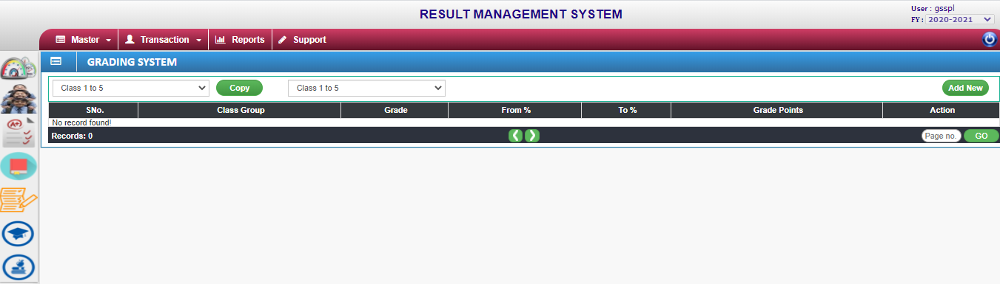 RESULT MANAGEMENT SYSTEM
User : gsspl
FY : 2020-2021
Master Transaction Reports Support
GRADING SYSTEM
Class 1 to 5 Copy Class 1 to 5 Add New
SNo. Class Group Grade From % To % Grade Points Action
No record found!
Records: 0 Page no. GO
A+